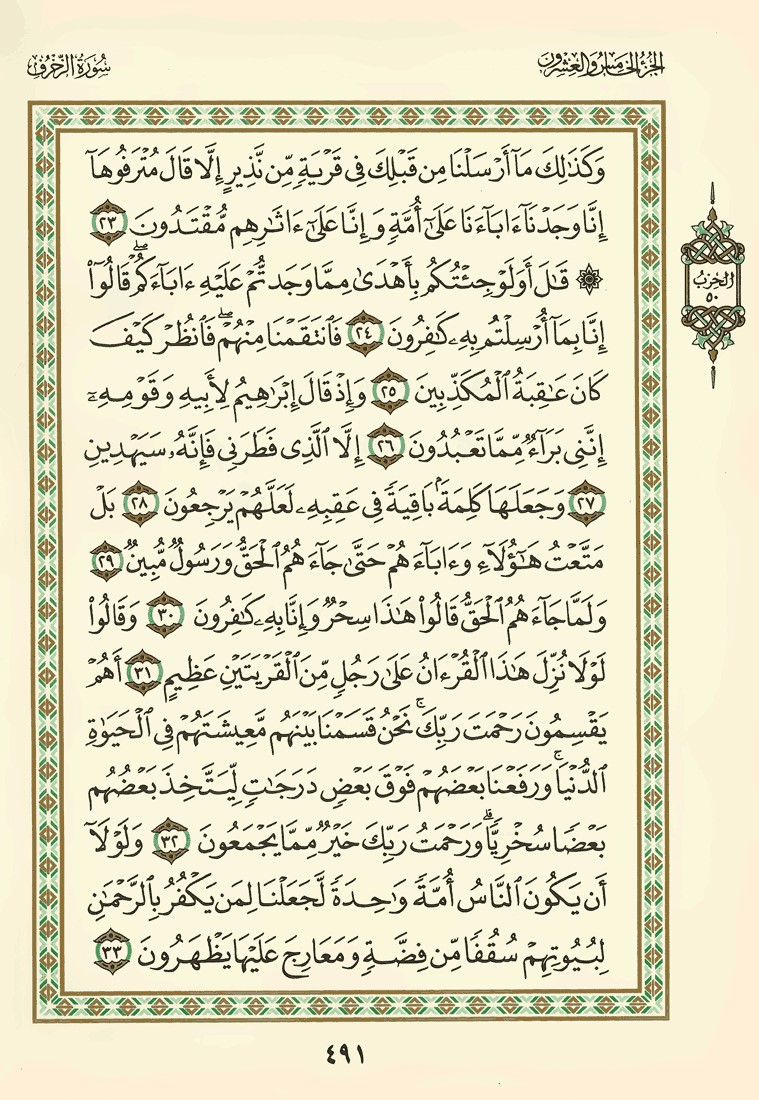 الجزء الخامس والعشرون
سورة الزخرف
وَكَذَٰلِكَ مَآ أَرْسَلْنَا مِن قَبْلِكَ فِى قَرْيَةٍ مِّن نَّذِيرٍ إِلَّا قَالَ مُتْرَفُوهَآ
إِنَّا وَجَدْنَآ ءَابَآءَنَا عَلَىٰٓ أُمَّةٍ وَإِنَّا عَلَىٰٓ ءَاثَٰرِهِم مُّقْتَدُونَ ٢٣
۞ قَٰلَ أَوَلَوْ جِئْتُكُم بِأَهْدَىٰ مِمَّا وَجَدتُّمْ عَلَيْهِ ءَابَآءَكُمْۖ قَالُوٓا۟
إِنَّا بِمَآ أُرْسِلْتُم بِهِۦ كَٰفِرُونَ ٢٤ فَٱنتَقَمْنَا مِنْهُمْۖ فَٱنظُرْ كَيْفَ
كَانَ عَٰقِبَةُ ٱلْمُكَذِّبِينَ ٢٥ وَإِذْ قَالَ إِبْرَٰهِيمُ لِأَبِيهِ وَقَوْمِهِۦٓ
إِنَّنِى بَرَآءٌ مِّمَّا تَعْبُدُونَ ٢٦ إِلَّا ٱلَّذِى فَطَرَنِى فَإِنَّهُۥ سَيَهْدِينِ
٢٧ وَجَعَلَهَا كَلِمَةًۢ بَاقِيَةً فِى عَقِبِهِۦ لَعَلَّهُمْ يَرْجِعُونَ ٢٨ بَلْ
مَتَّعْتُ هَٰٓؤُلَآءِ وَءَابَآءَهُمْ حَتَّىٰ جَآءَهُمُ ٱلْحَقُّ وَرَسُولٌ مُّبِينٌ ٢٩
وَلَمَّا جَآءَهُمُ ٱلْحَقُّ قَالُوا۟ هَٰذَا سِحْرٌ وَإِنَّا بِهِۦ كَٰفِرُونَ ٣٠ وَقَالُوا۟
لَوْلَا نُزِّلَ هَٰذَا ٱلْقُرْءَانُ عَلَىٰ رَجُلٍ مِّنَ ٱلْقَرْيَتَيْنِ عَظِيمٍ ٣١ أَهُمْ
يَقْسِمُونَ رَحْمَتَ رَبِّكَۚ نَحْنُ قَسَمْنَا بَيْنَهُم مَّعِيشَتَهُمْ فِى ٱلْحَيَوٰةِ
ٱلدُّنْيَاۚ وَرَفَعْنَا بَعْضَهُمْ فَوْقَ بَعْضٍ دَرَجَٰتٍ لِّيَتَّخِذَ بَعْضُهُم
بَعْضًا سُخْرِيًّاۗ وَرَحْمَتُ رَبِّكَ خَيْرٌ مِّمَّا يَجْمَعُونَ ٣٢ وَلَوْلَآ
أَن يَكُونَ ٱلنَّاسُ أُمَّةً وَٰحِدَةً لَّجَعَلْنَا لِمَن يَكْفُرُ بِٱلرَّحْمَٰنِ
لِبُيُوتِهِمْ سُقُفًا مِّن فِضَّةٍ وَمَعَارِجَ عَلَيْهَا يَظْهَرُونَ ٣٣
الحزب
٥٠
٤٩١